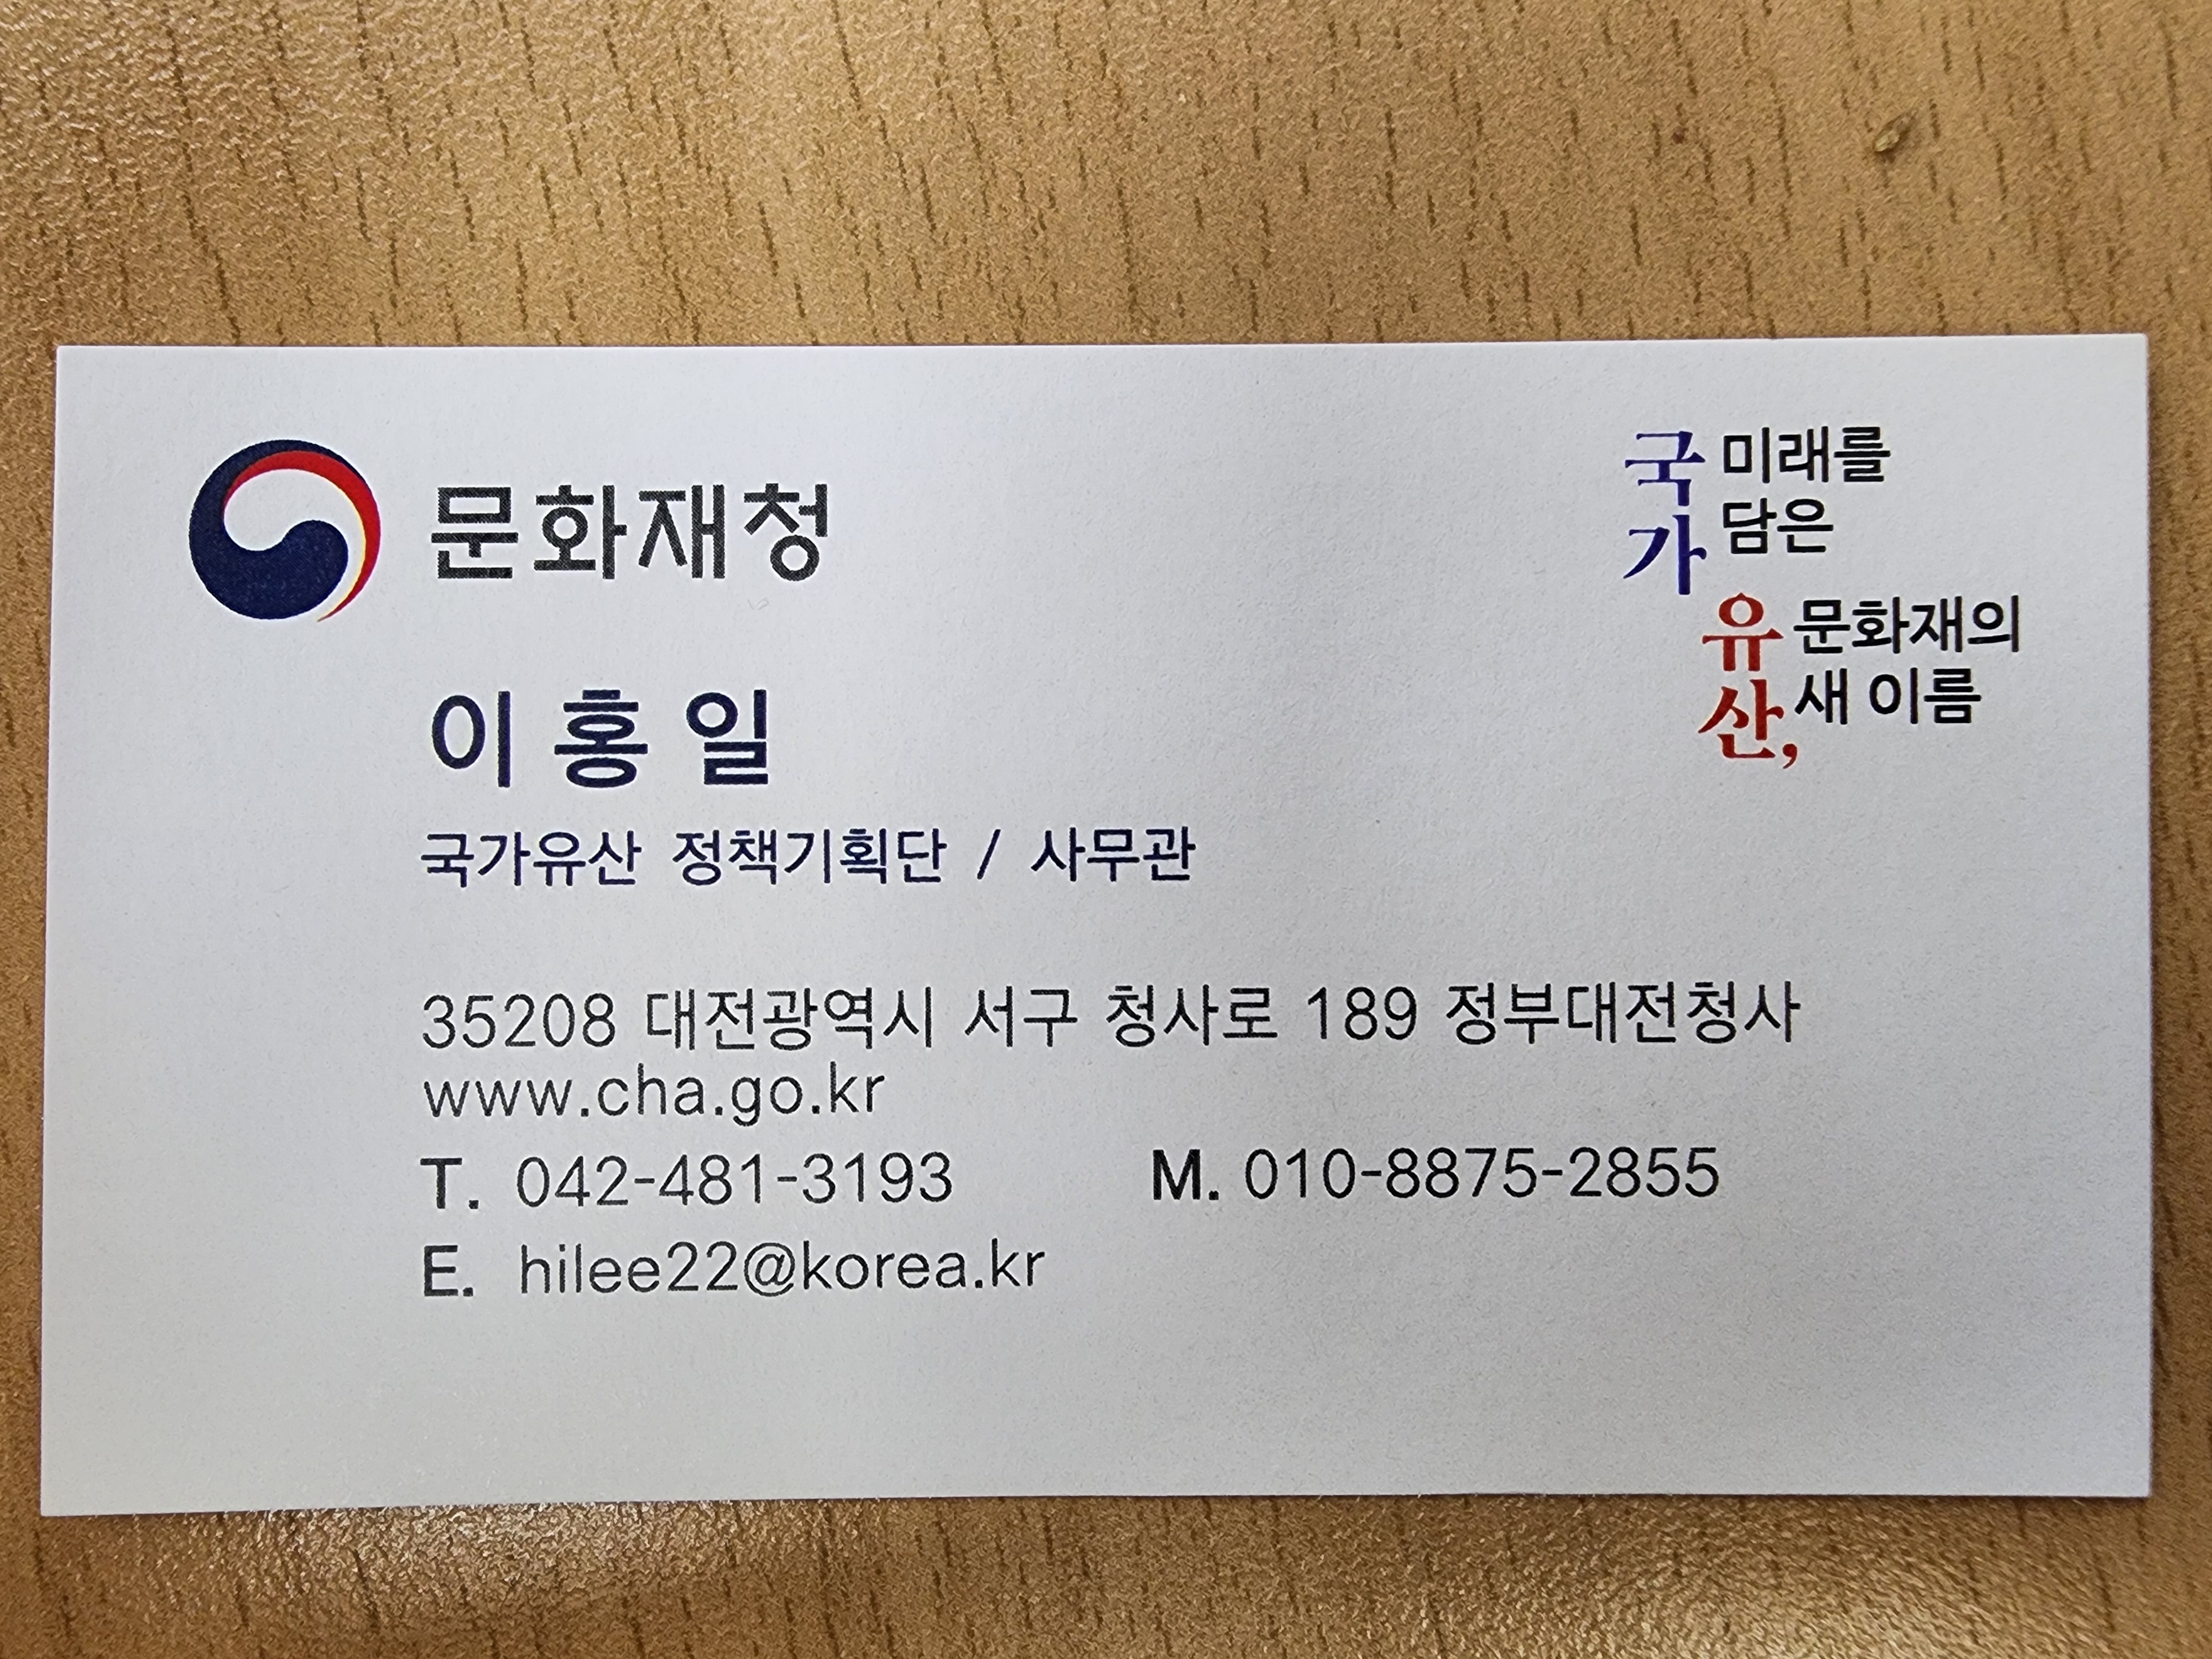 문화재청
국가 미래를
담은
유산, 문화재의
새 이름
이홍일
국가유산 정책기획단 / 사무관
35208 대전광역시 서구 청사로 189 정부대전청사
www.cha.go.kr
T. 042-481-3193 M. 010-8875-2855
E. hilee22@korea.kr